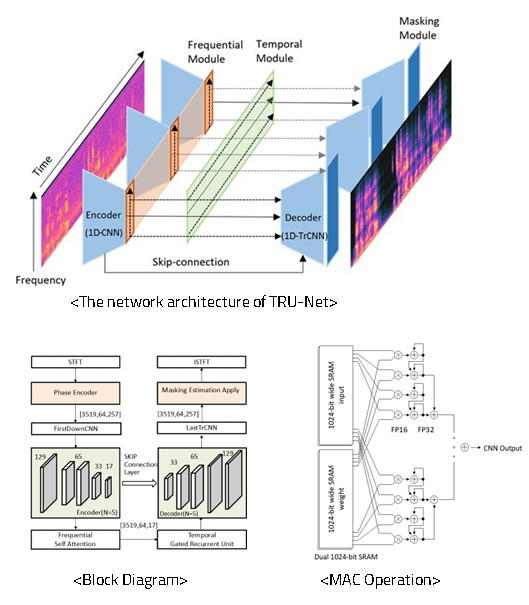 Masking
Module
Frequential
Module
Temporal
Module
Time
Encoder
(1D-CNN)
Decoder
(1D-TrCNN)
Skip-connection
Frequency
<The network architecture of TRU-Net>
STFT
ISTFT
Phase Encoder
Masking Estimation Apply
[3519,64,257]
[3519,64,257]
FirstDownCNN
LastTrCNN
129
65
33
17
Encoder(N=5)
SKIP
Connection
Layer
33
65
129
Decoder(N=5)
[3519,64,17]
Frequential
Self Attention
Temporal
Gated Recurrent Unit
<Block Diagram>
1024-bit wide SRAM
input
1024-bit wide SRAM
weight
Dual 1024-bit SRAM
FP16
FP32
CNN Output
<MAC Operation>